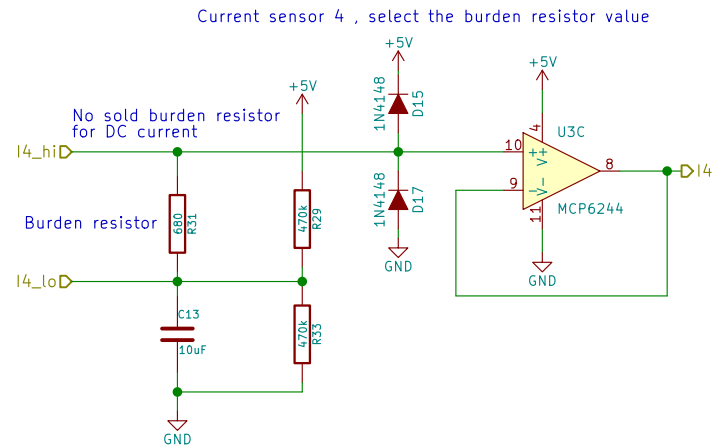 Current sensor 4 , select the burden resistor value
+5V
+5V
+5V
1N4148
D15
No sold burden resistor
for DC current
U3C
4
I4_hi
10
+
V+
8
I4
9
-
V-
11
MCP6244
1N4148
D17
Burden resistor
680
R31
470k
R29
GND
GND
I4_lo
C13
10uF
470k
R33
GND